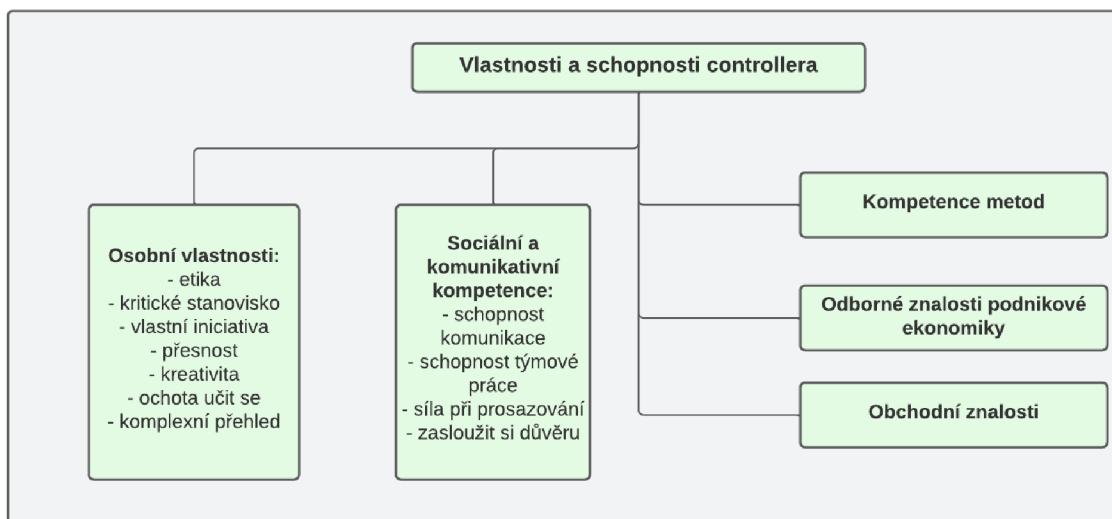 Vlastnosti a schopnosti controllera
Osobní vlastnosti:
- etika
- kritické stanovisko
- vlastní iniciativa
- přesnost
- kreativita
- ochota učit se
- komplexní přehled
Sociální a
komunikativní
kompetence:
- schopnost
komunikace
- schopnost týmové
práce
- síla při prosazování
- zasloužit si důvěru
Kompetence metod
Odborné znalosti podnikové
ekonomiky
Obchodní znalosti